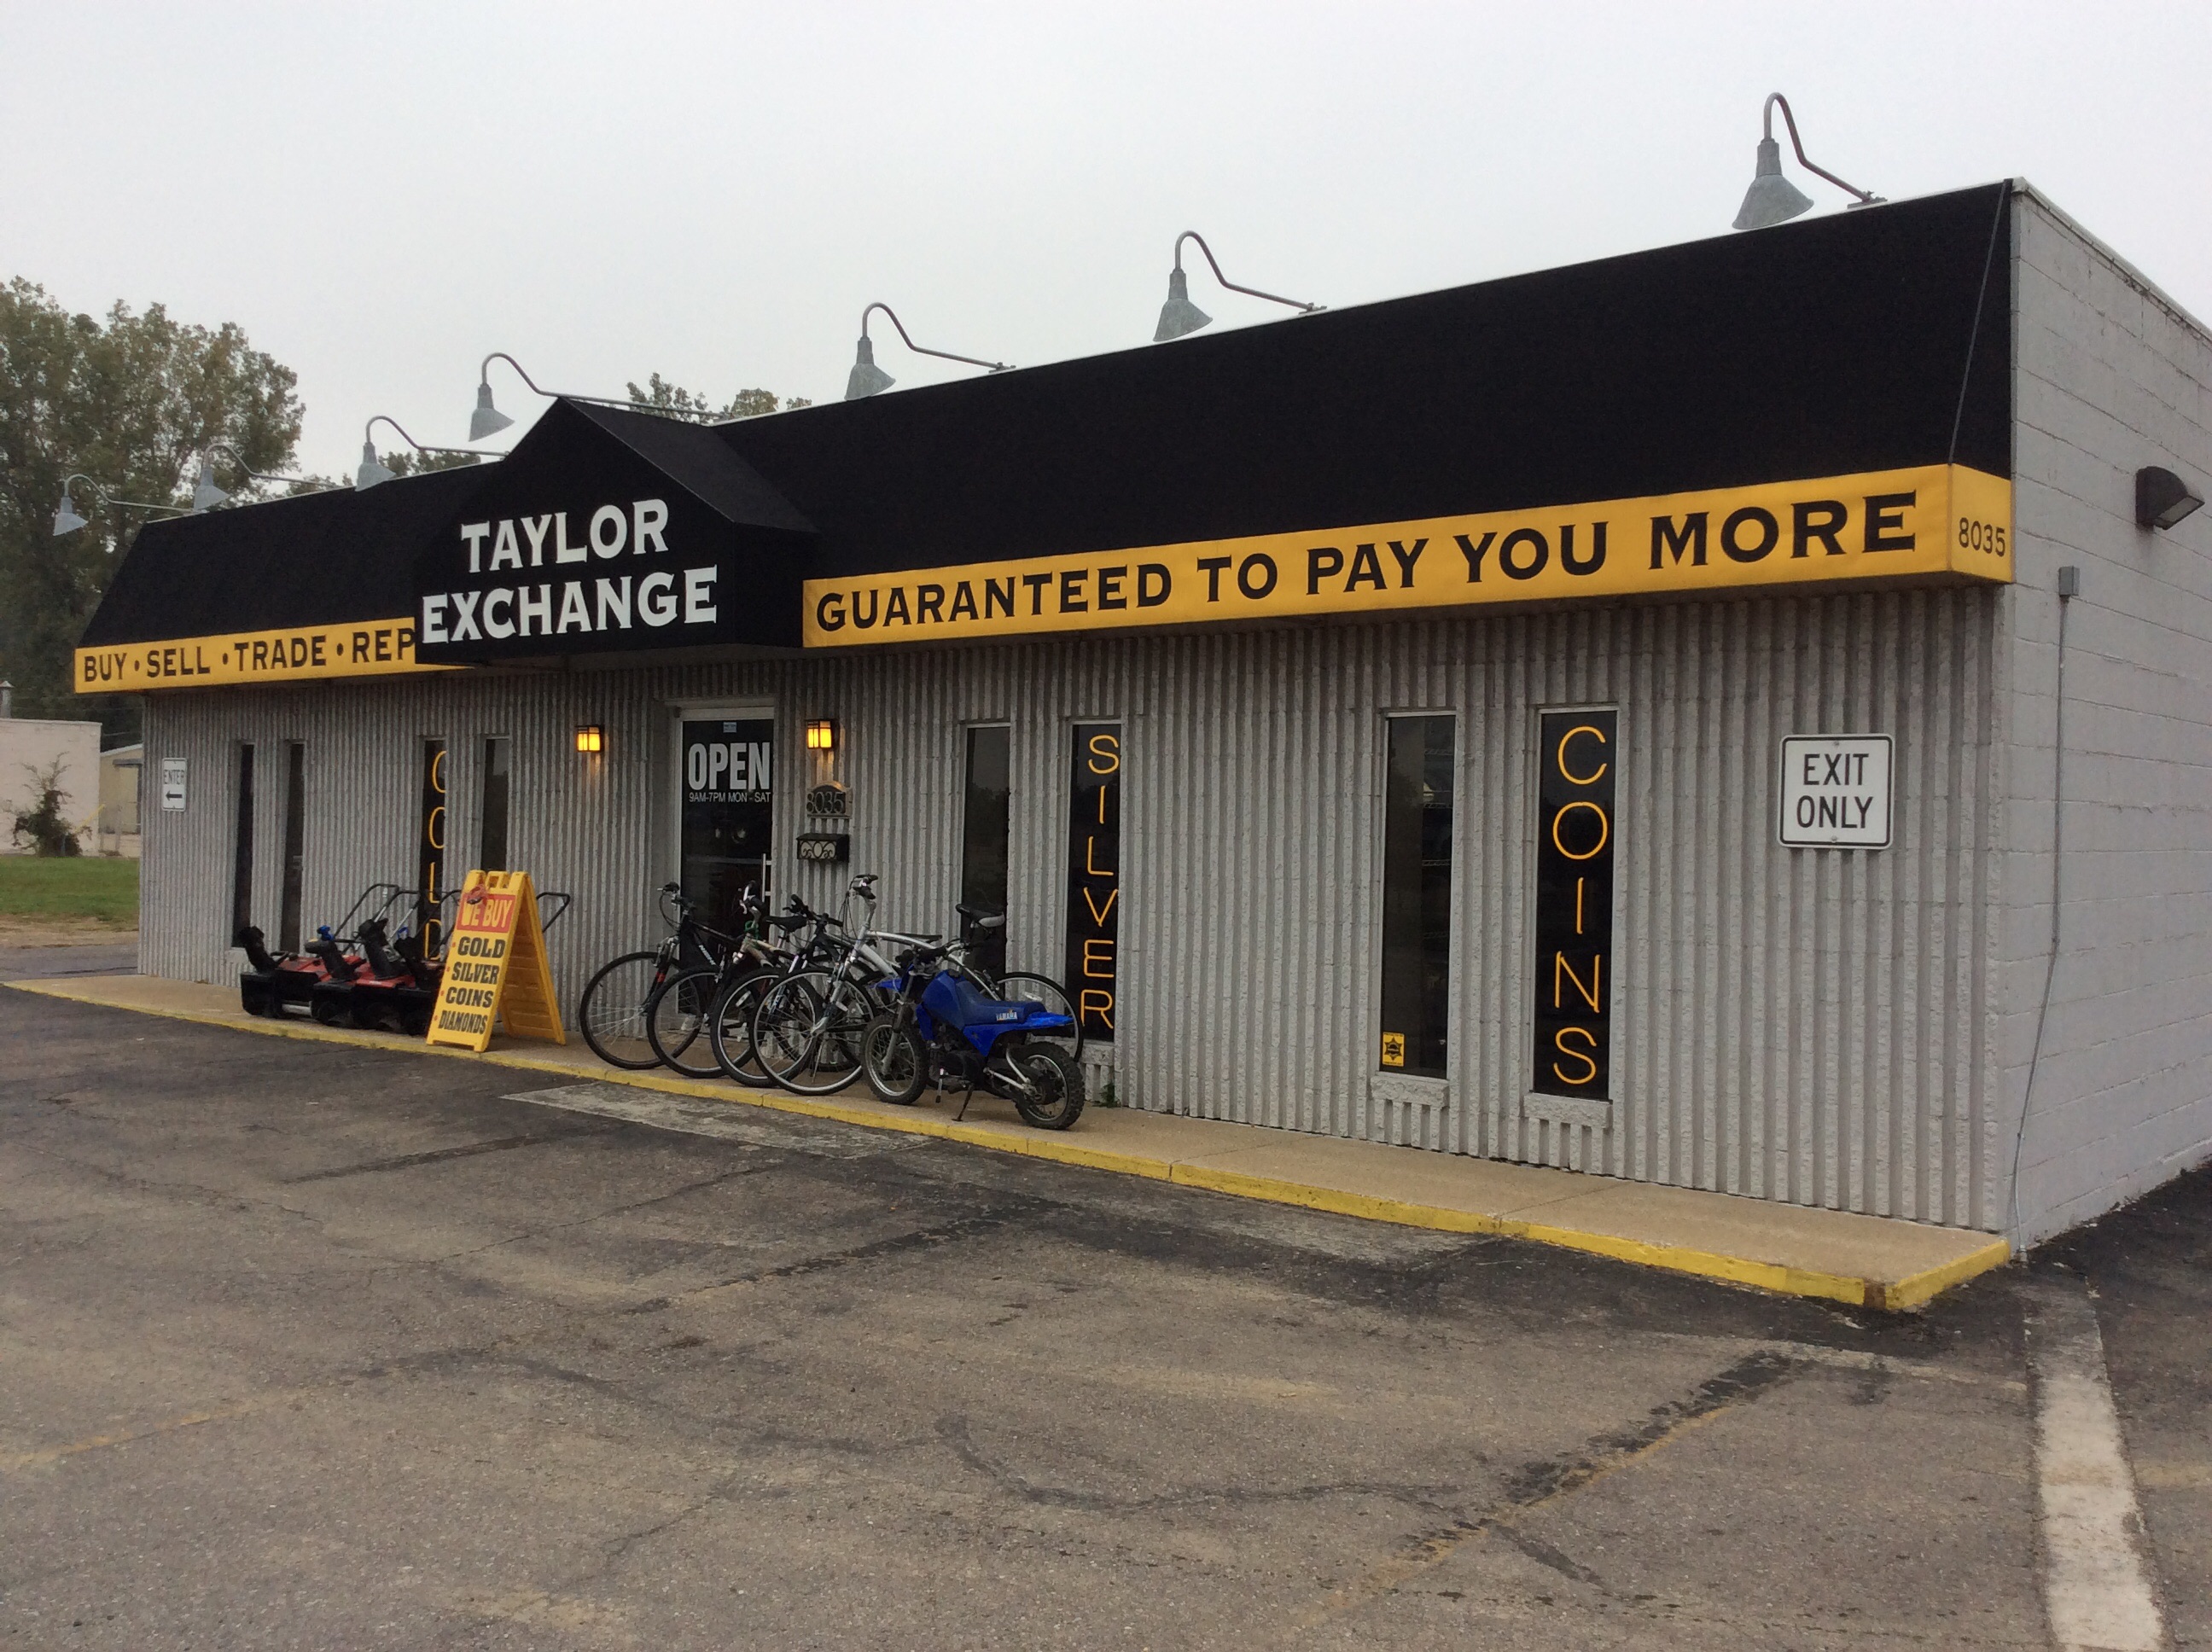 TAYLOR
EXCHANGE
BUY • SELL • TRADE • REP
GUARANTEED TO PAY YOU MORE
8035
ENTER
GOLD
OPEN
9AM-7PM MON - SAT
8035
SILVER
COINS
EXIT
ONLY
WE BUY
• GOLD
• SILVER
• COINS
• DIAMONDS